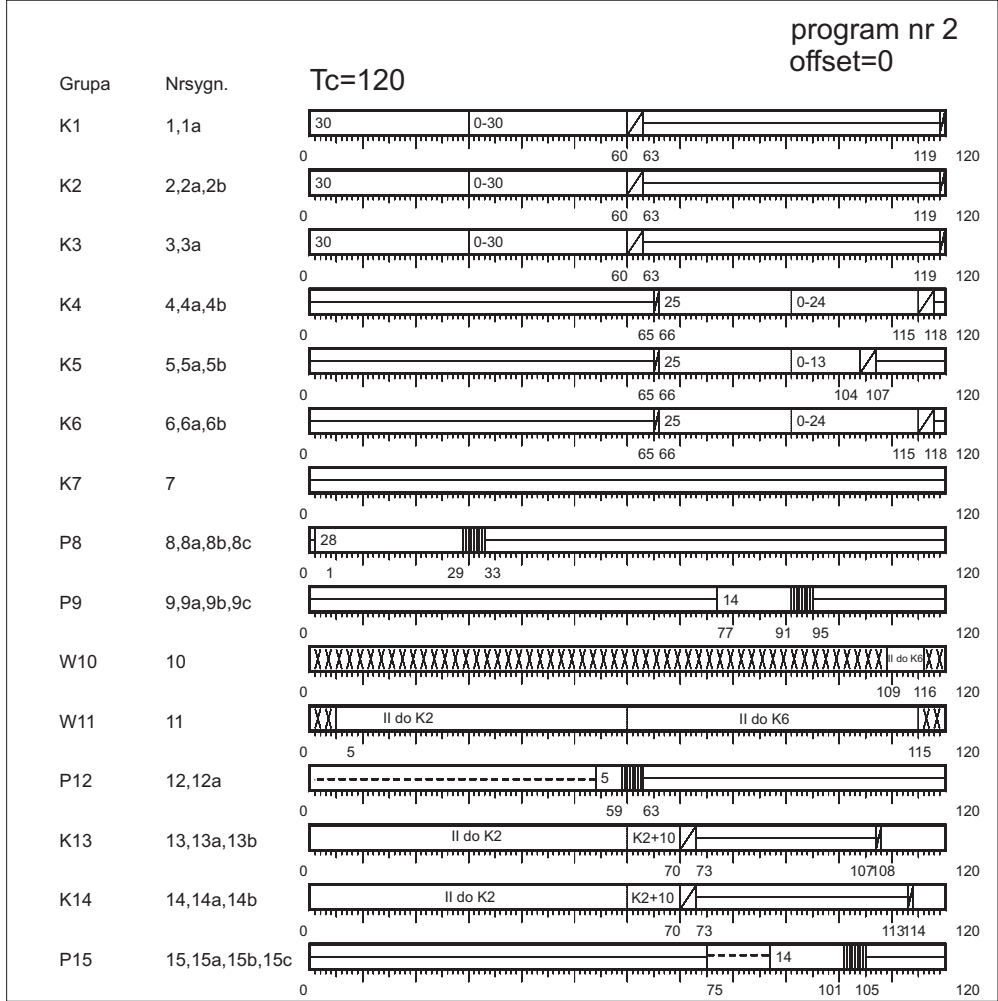 program nr 2
offset=0
Grupa Nrsygn. Tc=120
K1 1,1a 30 0-30
0 60 63 119 120
K2 2,2a,2b 30 0-30
0 60 63 119 120
K3 3,3a 30 0-30
0 60 63 119 120
K4 4,4a,4b 25 0-24
0 65 66 115 118 120
K5 5,5a,5b 25 0-13
0 65 66 104 107 120
K6 6,6a,6b 25 0-24
0 65 66 115 118 120
K7 7
0 120
P8 8,8a,8b,8c 28
0 1 29 33 120
P9 9,9a,9b,9c 14
0 77 91 95 120
W10 10 II do K6
0 109 116 120
W11 11 II do K2 II do K6
0 5 115 120
P12 12,12a 5
0 59 63 120
K13 13,13a,13b II do K2 K2+10
0 70 73 107108 120
K14 14,14a,14b II do K2 K2+10
0 70 73 113114 120
P15 15,15a,15b,15c 14
0 75 101 105 120